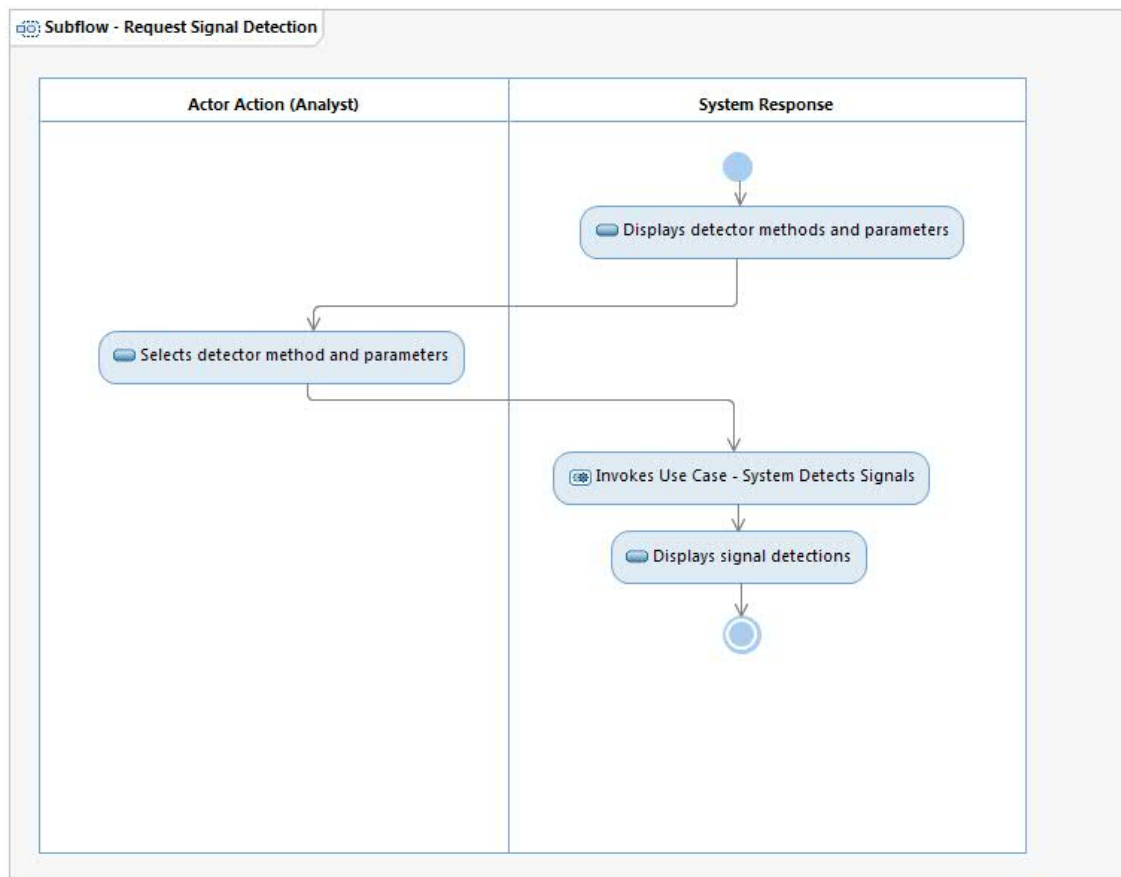 Subflow - Request Signal Detection
Actor Action (Analyst)
System Response
Displays detector methods and parameters
Selects detector method and parameters
Invokes Use Case - System Detects Signals
Displays signal detections